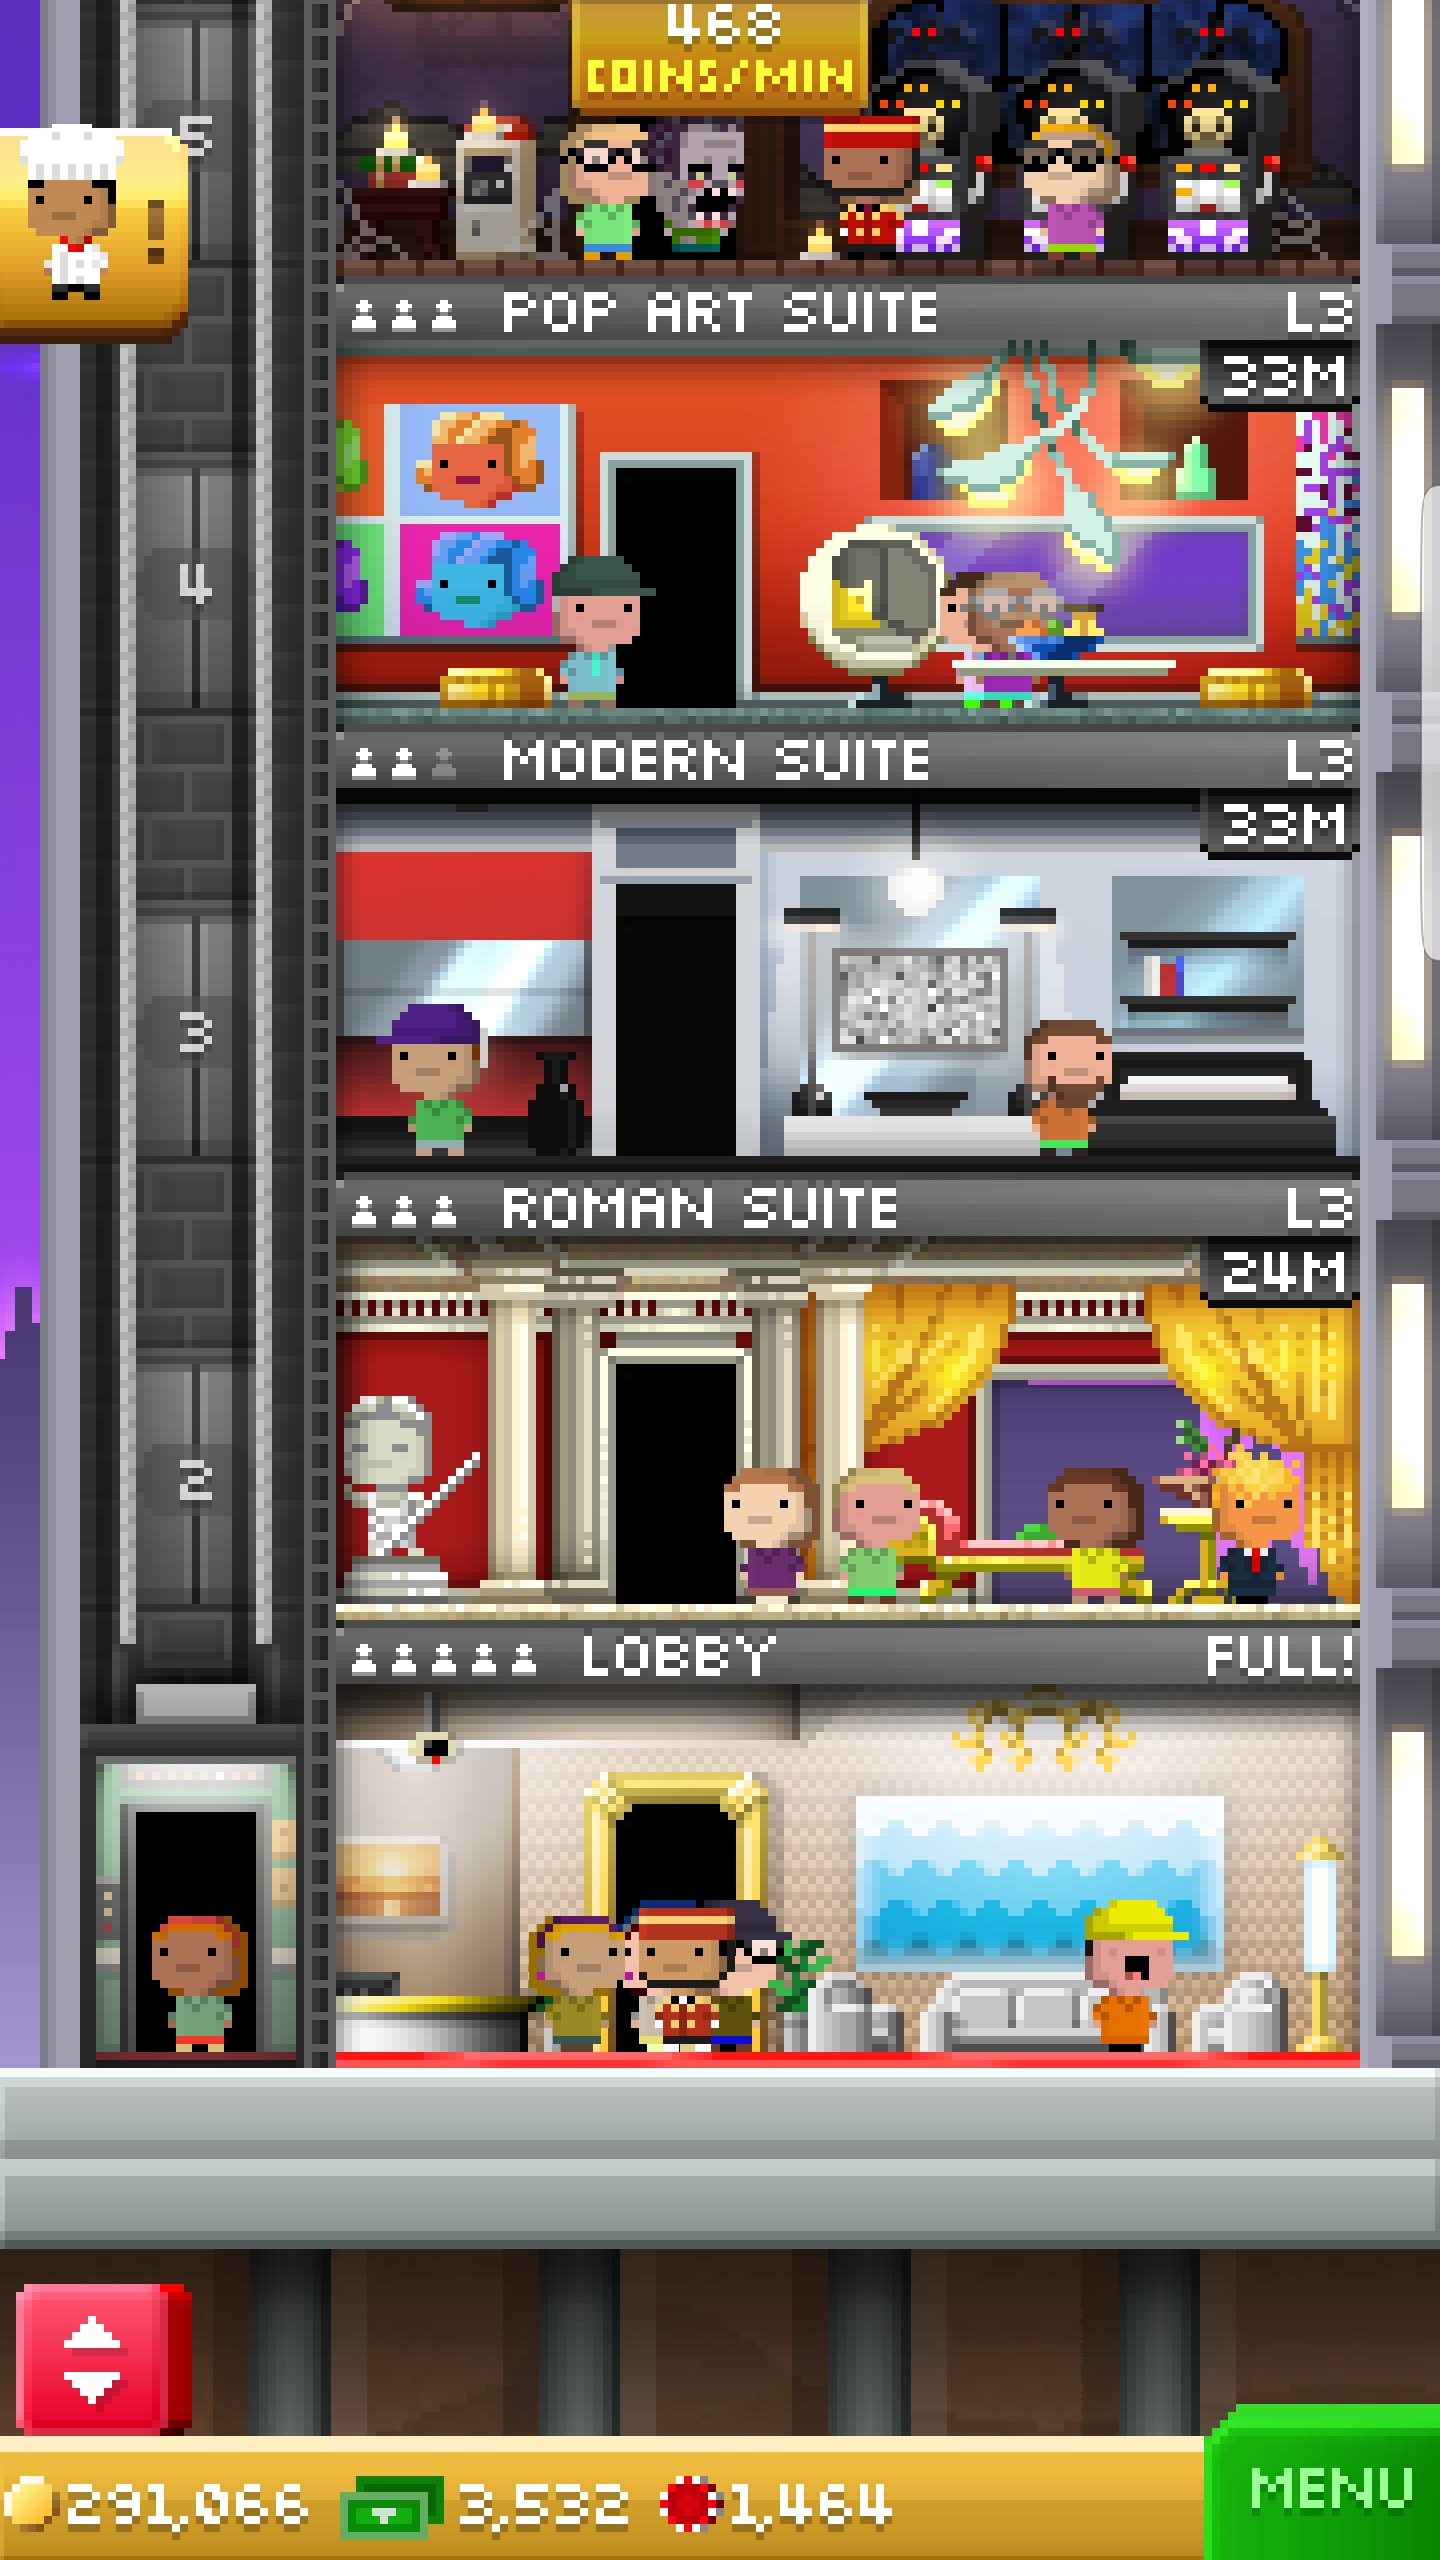 468
COINS/MIN
5
!
POP ART SUITE L3
33M
4
MODERN SUITE L3
33M
3
ROMAN SUITE L3
24M
2
LOBBY FULL!
291,066 3,532 1,464
MENU